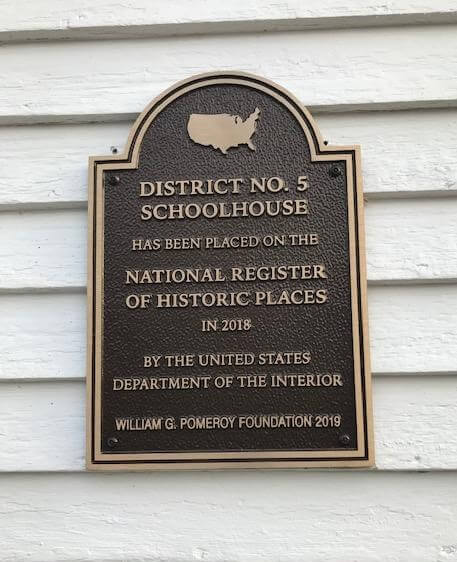 DISTRICT NO. 5
SCHOOLHOUSE
HAS BEEN PLACED ON THE
NATIONAL REGISTER
OF HISTORIC PLACES
IN 2018
BY THE UNITED STATES
DEPARTMENT OF THE INTERIOR
WILLIAM G. POMEROY FOUNDATION 2019